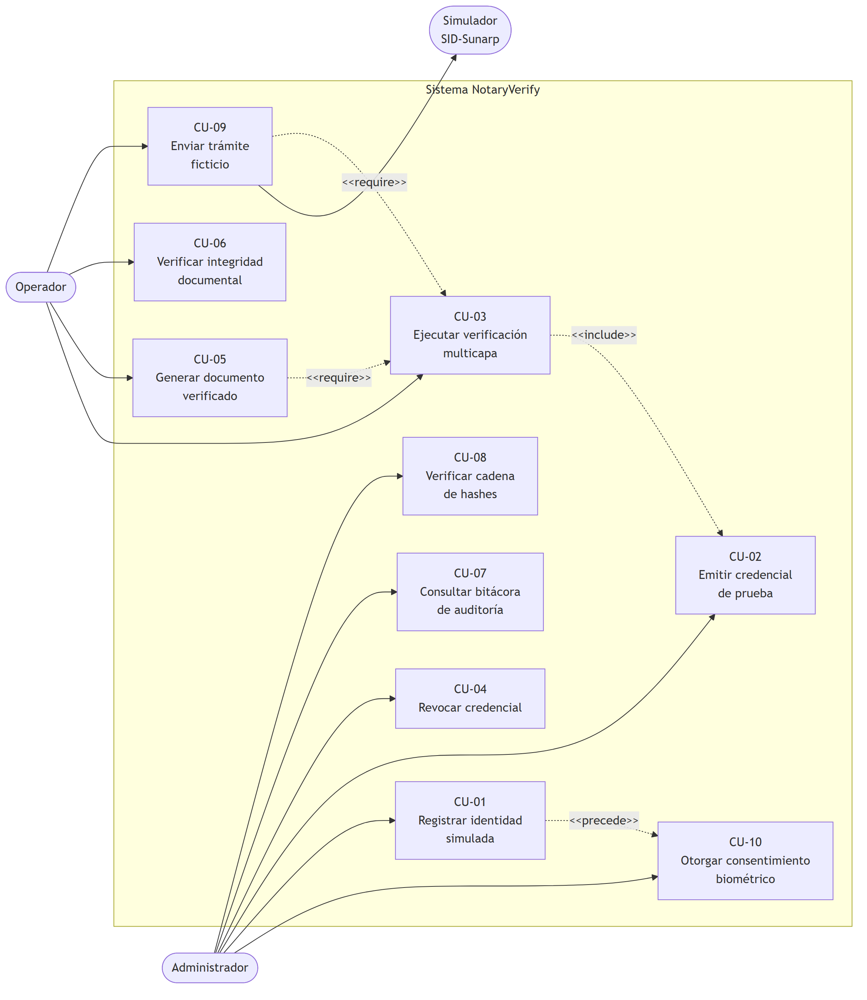 Simulador
SID-Sunarp
Sistema NotaryVerify
CU-09
Enviar trámite
ficticio
<<require>>
CU-06
Verificar integridad
documental
Operador
CU-03
Ejecutar verificación
multicapa
<<include>>
CU-05
Generar documento
verificado
<<require>>
CU-08
Verificar cadena
de hashes
CU-07
Consultar bitácora
de auditoría
CU-02
Emitir credencial
de prueba
CU-04
Revocar credencial
CU-01
Registrar identidad
simulada
<<precede>>
CU-10
Otorgar consentimiento
biométrico
Administrador